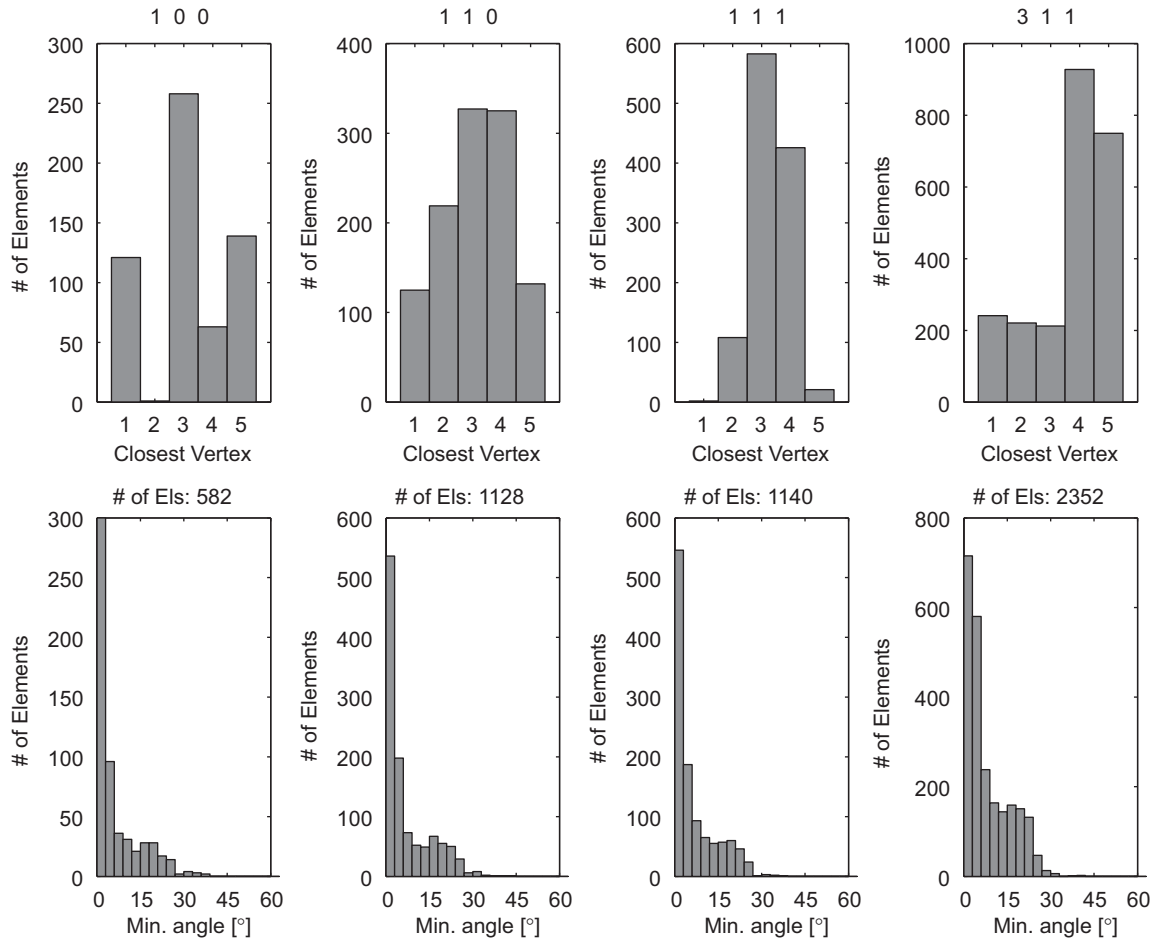 1 0 0
300
250
200
150
100
50
0
# of Elements
1 2 3 4 5
Closest Vertex
1 1 0
400
300
200
100
0
# of Elements
1 2 3 4 5
Closest Vertex
1 1 1
600
500
400
300
200
100
0
# of Elements
1 2 3 4 5
Closest Vertex
3 1 1
1000
800
600
400
200
0
# of Elements
1 2 3 4 5
Closest Vertex
# of Els: 582
300
250
200
150
100
50
0
# of Elements
0 15 30 45 60
Min. angle [°]
# of Els: 1128
600
500
400
300
200
100
0
# of Elements
0 15 30 45 60
Min. angle [°]
# of Els: 1140
600
500
400
300
200
100
0
# of Elements
0 15 30 45 60
Min. angle [°]
# of Els: 2352
800
600
400
200
0
# of Elements
0 15 30 45 60
Min. angle [°]